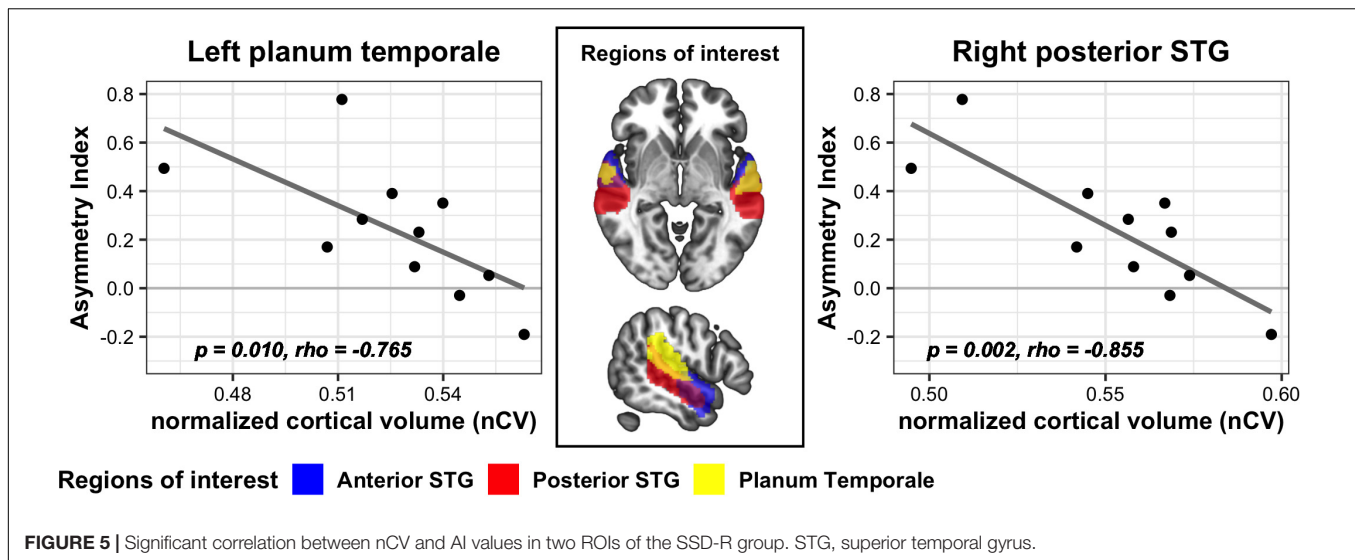 Left planum temporale
Asymmetry Index
0.8
0.6
0.4
0.2
0.0
-0.2
p = 0.010, rho = -0.765
0.48 0.51 0.54
normalized cortical volume (nCV)
Regions of interest
Right posterior STG
Asymmetry Index
0.8
0.6
0.4
0.2
0.0
-0.2
p = 0.002, rho = -0.855
0.50 0.55 0.60
normalized cortical volume (nCV)
Regions of interest Anterior STG Posterior STG Planum Temporale
FIGURE 5 | Significant correlation between nCV and AI values in two ROIs of the SSD-R group. STG, superior temporal gyrus.